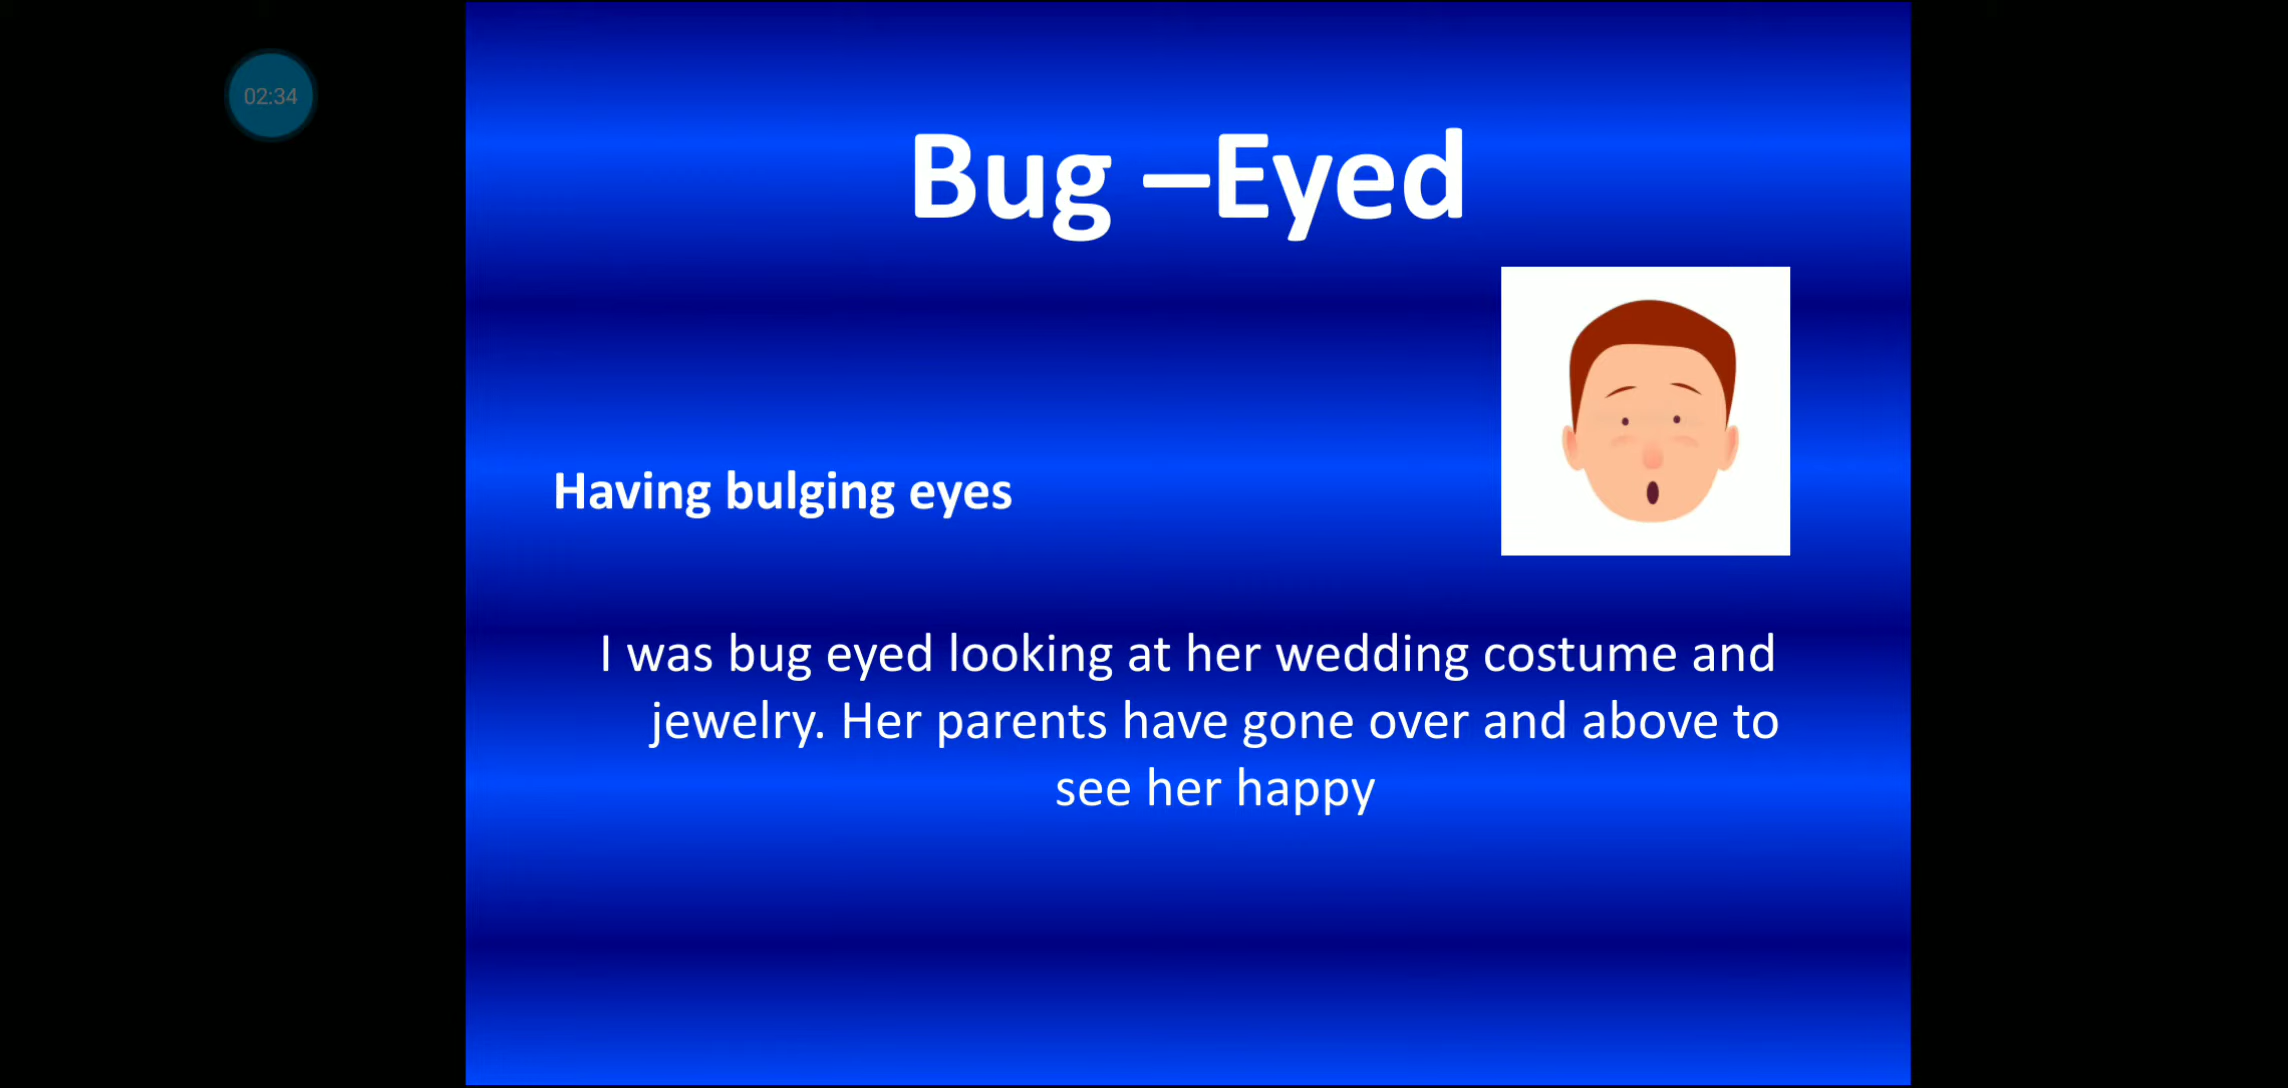 02:34
Bug –Eyed
Having bulging eyes
I was bug eyed looking at her wedding costume and
jewelry. Her parents have gone over and above to
see her happy